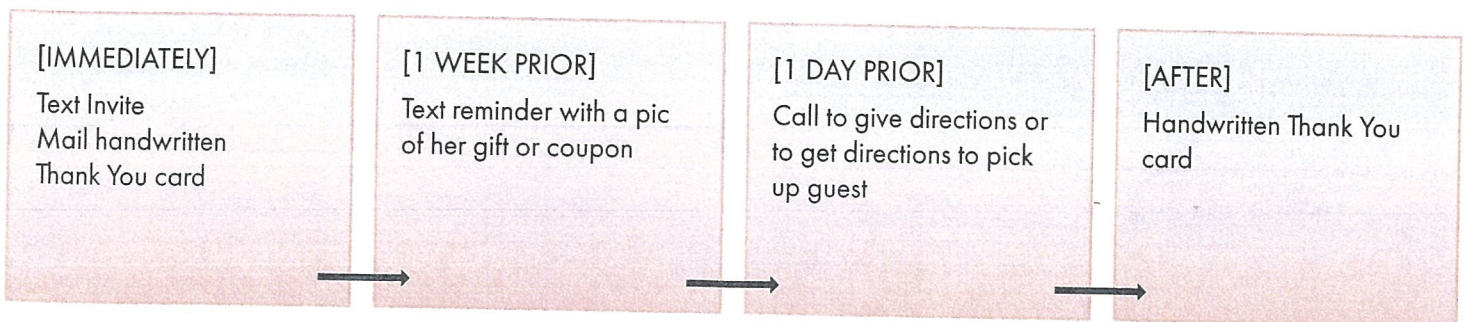 [IMMEDIATELY]
Text Invite
Mail handwritten
Thank You card
[1 WEEK PRIOR]
Text reminder with a pic
of her gift or coupon
[1 DAY PRIOR]
Call to give directions or
to get directions to pick
up guest
[AFTER]
Handwritten Thank You
card